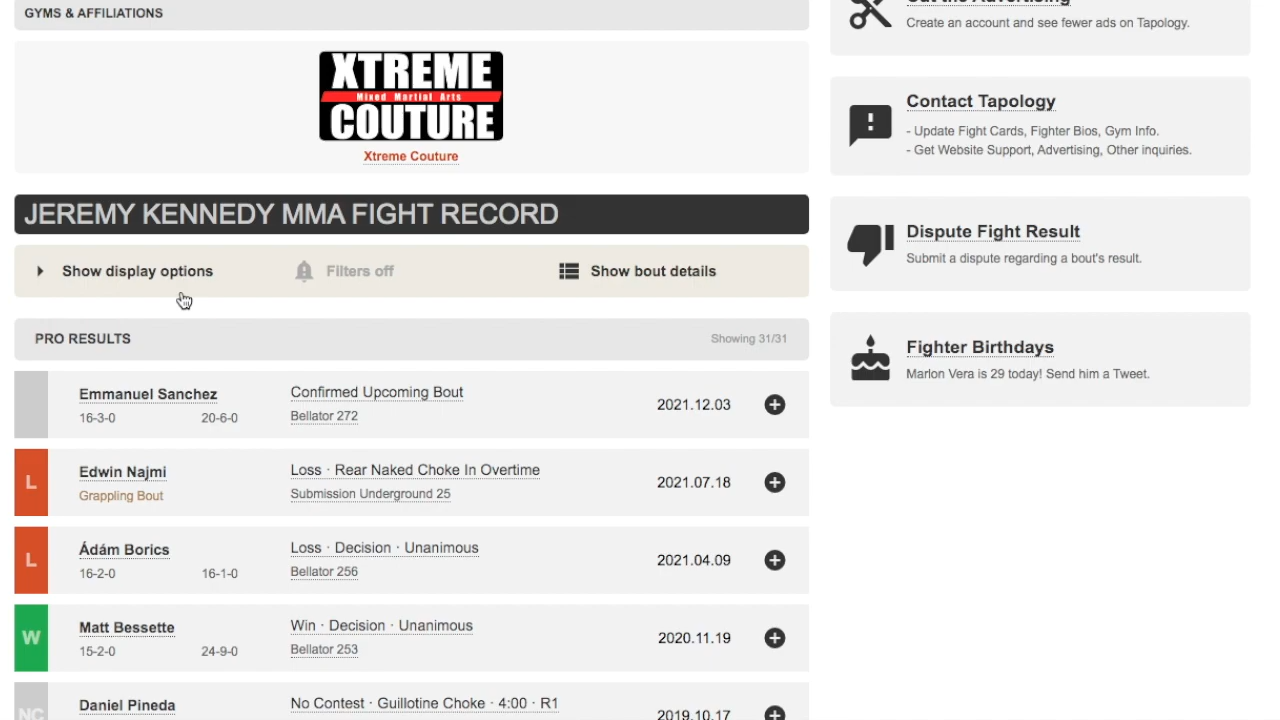 GYMS & AFFILIATIONS
XTREME
Mixed Martial Arts
COUTURE
Xtreme Couture
JEREMY KENNEDY MMA FIGHT RECORD
Show display options
Filters off
Show bout details
PRO RESULTS
Showing 31/31
Emmanuel Sanchez
16-3-0 20-6-0
Confirmed Upcoming Bout
Bellator 272
2021.12.03
L
Edwin Najmi
Grappling Bout
Loss · Rear Naked Choke In Overtime
Submission Underground 25
2021.07.18
L
Ádám Borics
16-2-0 16-1-0
Loss · Decision · Unanimous
Bellator 256
2021.04.09
W
Matt Bessette
15-2-0 24-9-0
Win · Decision · Unanimous
Bellator 253
2020.11.19
NC
Daniel Pineda
No Contest · Guillotine Choke · 4:00 · R1
2019.10.17
Cut the Advertising
Create an account and see fewer ads on Tapology.
Contact Tapology
- Update Fight Cards, Fighter Bios, Gym Info.
- Get Website Support, Advertising, Other inquiries.
Dispute Fight Result
Submit a dispute regarding a bout's result.
Fighter Birthdays
Marlon Vera is 29 today! Send him a Tweet.